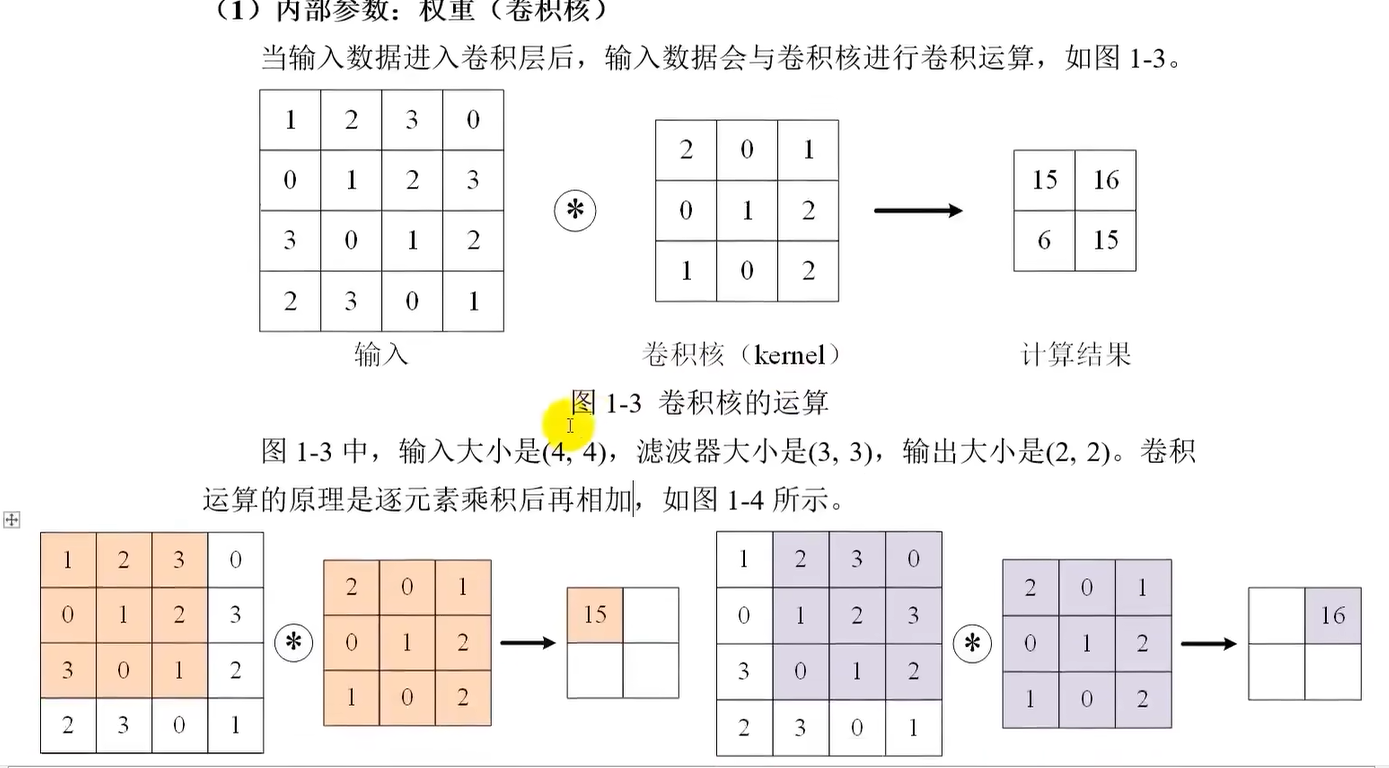 （1）内部参数：权重（卷积核）
当输入数据进入卷积层后，输入数据会与卷积核进行卷积运算，如图 1-3。
1 2 3 0
0 1 2 3
3 0 1 2
2 3 0 1
*
2 0 1
0 1 2
1 0 2
15 16
6 15
输入
卷积核（kernel）
计算结果
图 1-3 卷积核的运算
图 1-3 中，输入大小是(4, 4)，滤波器大小是(3, 3)，输出大小是(2, 2)。卷积
运算的原理是逐元素乘积后再相加，如图 1-4 所示。
1 2 3 0
0 1 2 3
3 0 1 2
2 3 0 1
*
2 0 1
0 1 2
1 0 2
15
1 2 3 0
0 1 2 3
3 0 1 2
2 3 0 1
*
2 0 1
0 1 2
1 0 2
16